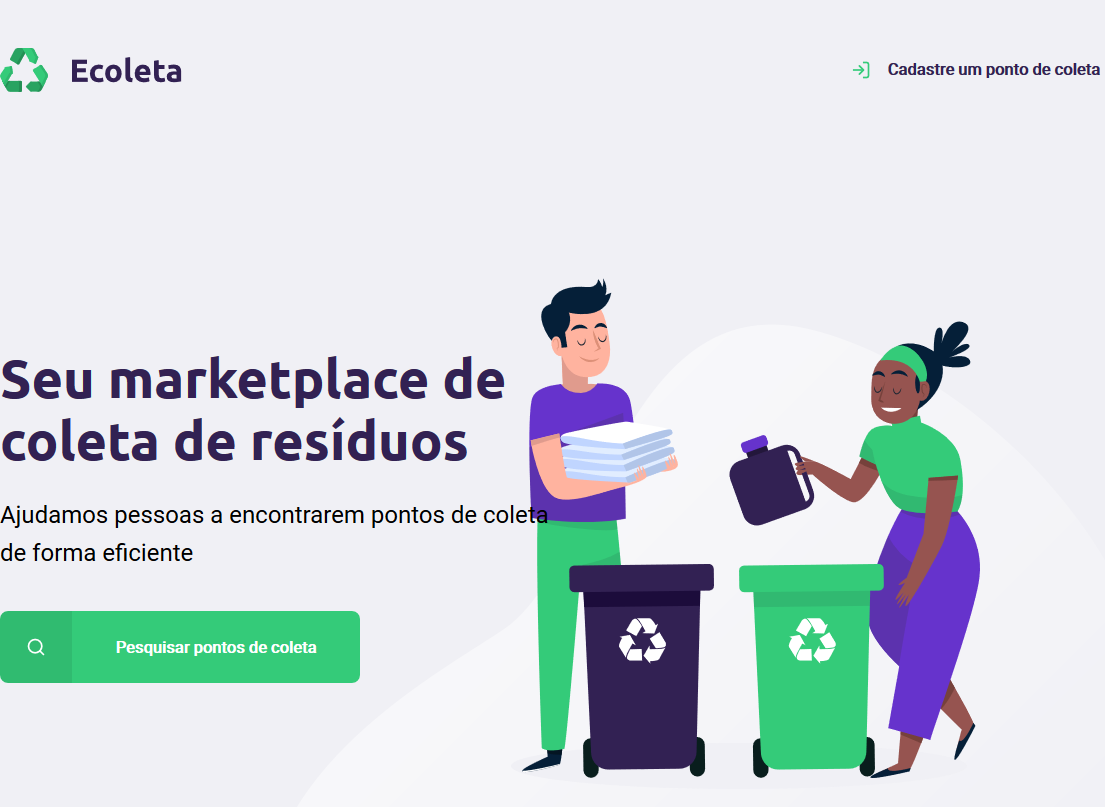 Ecoleta
Cadastre um ponto de coleta
Seu marketplace de
coleta de resíduos
Ajudamos pessoas a encontrarem pontos de coleta
de forma eficiente
Pesquisar pontos de coleta